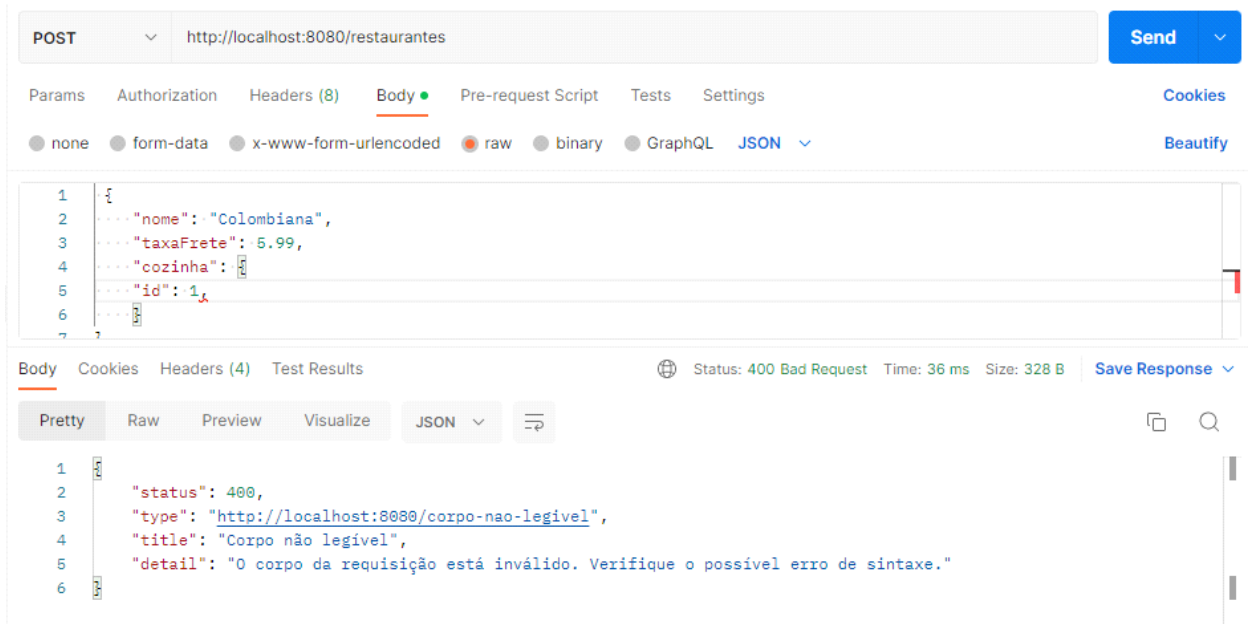 POST http://localhost:8080/restaurantes Send
Params Authorization Headers (8) Body Pre-request Script Tests Settings Cookies
none form-data x-www-form-urlencoded raw binary GraphQL JSON Beautify
1 {
2 "nome": "Colombiana",
3 "taxaFrete": 5.99,
4 "cozinha": {
5 "id": 1,
6 }
7 }
Body Cookies Headers (4) Test Results Status: 400 Bad Request Time: 36 ms Size: 328 B Save Response
Pretty Raw Preview Visualize JSON
1 {
2 "status": 400,
3 "type": "http://localhost:8080/corpo-nao-legivel",
4 "title": "Corpo não legível",
5 "detail": "O corpo da requisição está inválido. Verifique o possível erro de sintaxe."
6 }